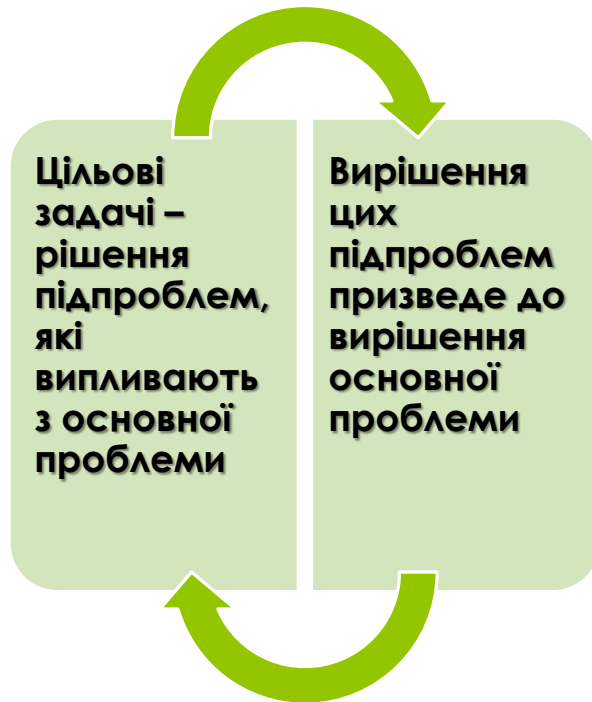 Цільові
задачі –
рішення
підпроблем,
які
випливають
з основної
проблеми
Вирішення
цих
підпроблем
призведе до
вирішення
основної
проблеми